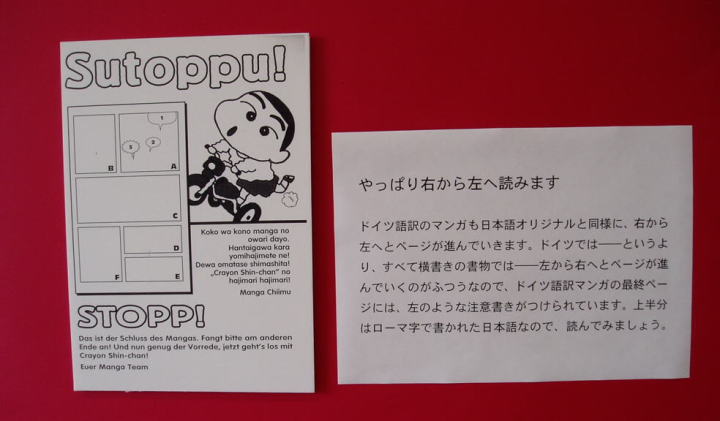 Sutoppu!
1
2
3
A
B
C
D
E
F
Koko wa kono manga no
owari dayo.
Hantaigawa kara
yomihajimete ne!
Dewa omatase shimashita!
„Crayon Shin-chan" no
hajimari hajimari!
Manga Chiimu
STOPP!
Das ist der Schluss des Mangas. Fangt bitte am anderen
Ende an! Und nun genug der Vorrede, jetzt geht's los mit
Crayon Shin-chan!
Euer Manga Team
やっぱり右から左へ読みます
ドイツ語訳のマンガも日本語オリジナルと同様に、右から
左へとページが進んでいきます。ドイツでは――というよ
り、すべて横書きの書物では――左から右へとページが進
んでいくのがふつうなので、ドイツ語訳マンガの最終ペー
ジには、左のような注意書きがつけられています。上半分
はローマ字で書かれた日本語なので、読んでみましょう。